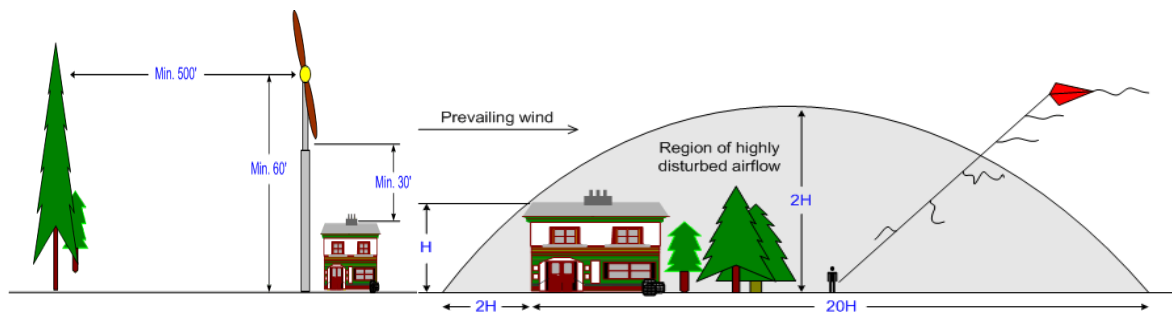 Min. 500'
Min. 60'
Min. 30'
Prevailing wind
Region of highly
disturbed airflow
2H
H
2H
20H